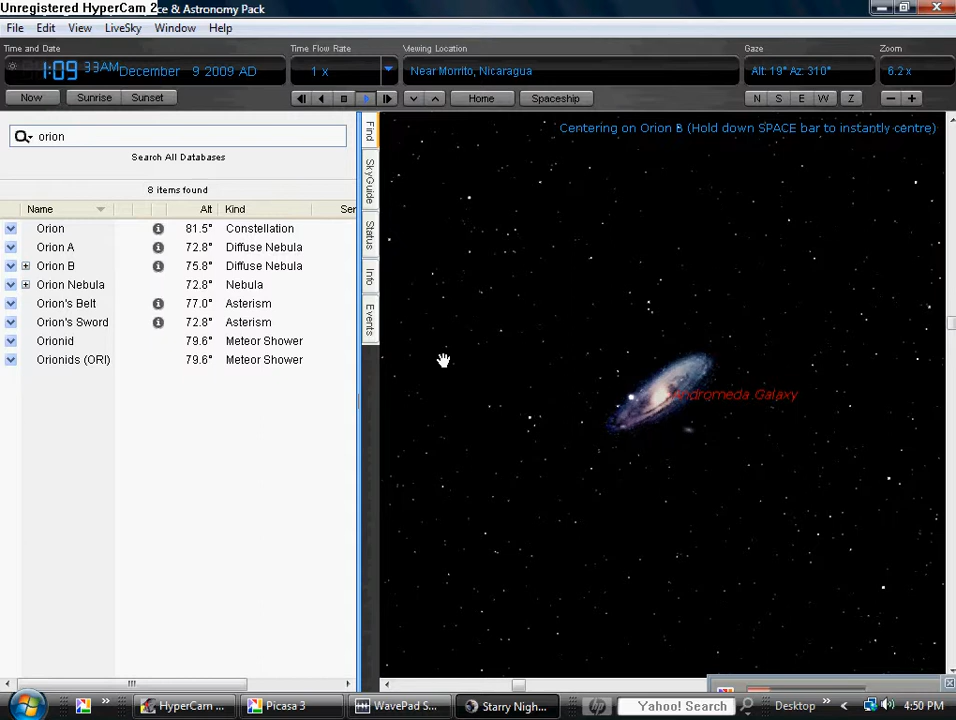 Unregistered HyperCam 2
ce & Astronomy Pack
File Edit View LiveSky Window Help
Time and Date
Time Flow Rate
Viewing Location
Gaze
Zoom
1:09 33AM December 9 2009 AD
1 x
Near Morrito, Nicaragua
Alt: 19° Az: 310°
6.2 x
Now Sunrise Sunset
Home Spaceship
N S E W Z
orion
Search All Databases
8 items found
Name Alt Kind Ser
Orion 81.5° Constellation
Orion A 72.8° Diffuse Nebula
Orion B 75.8° Diffuse Nebula
Orion Nebula 72.8° Nebula
Orion's Belt 77.0° Asterism
Orion's Sword 72.8° Asterism
Orionid 79.6° Meteor Shower
Orionids (ORI) 79.6° Meteor Shower
Find
SkyGuide
Status
Info
Events
Centering on Orion B (Hold down SPACE bar to instantly centre)
Andromeda Galaxy
HyperCam ...
Picasa 3
WavePad S...
Starry Nigh...
Yahoo! Search
Desktop
4:50 PM